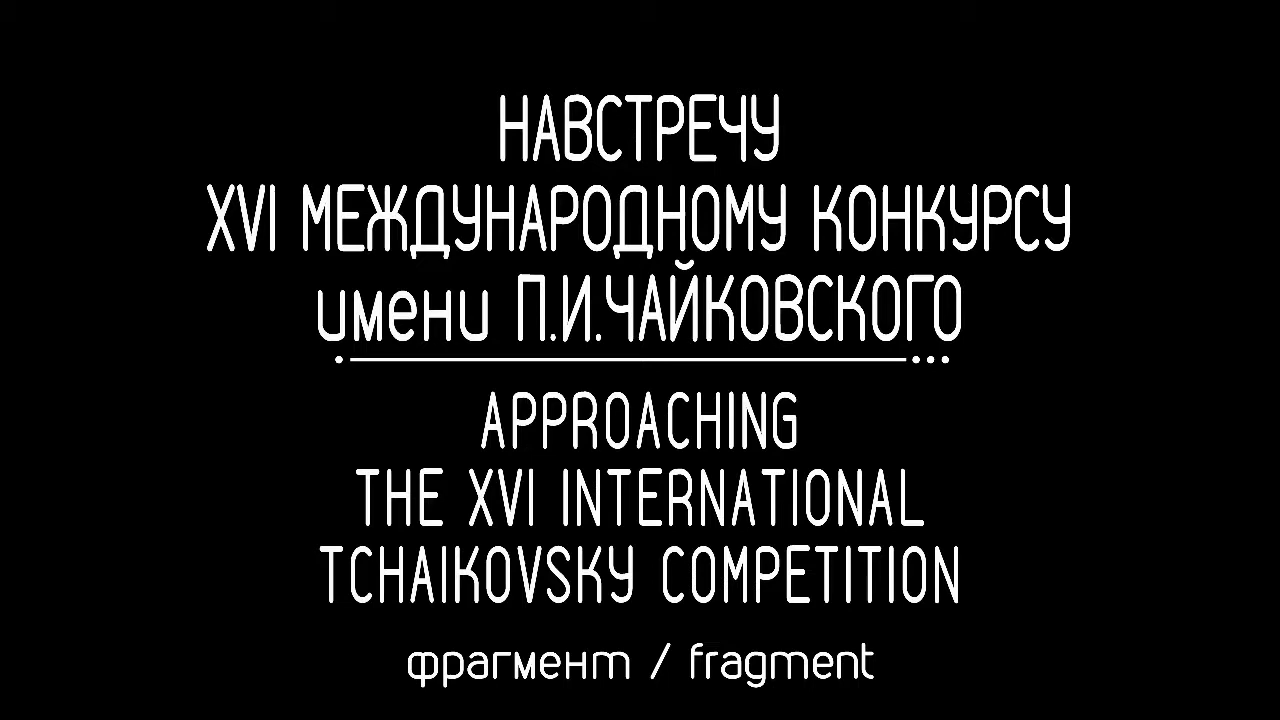 НАВСТРЕЧУ
XVI МЕЖДУНАРОДНОМУ КОНКУРСУ
имени П.И.ЧАЙКОВСКОГО
APPROACHING
THE XVI INTERNATIONAL
TCHAIKOVSKY COMPETITION
фрагмент / fragment